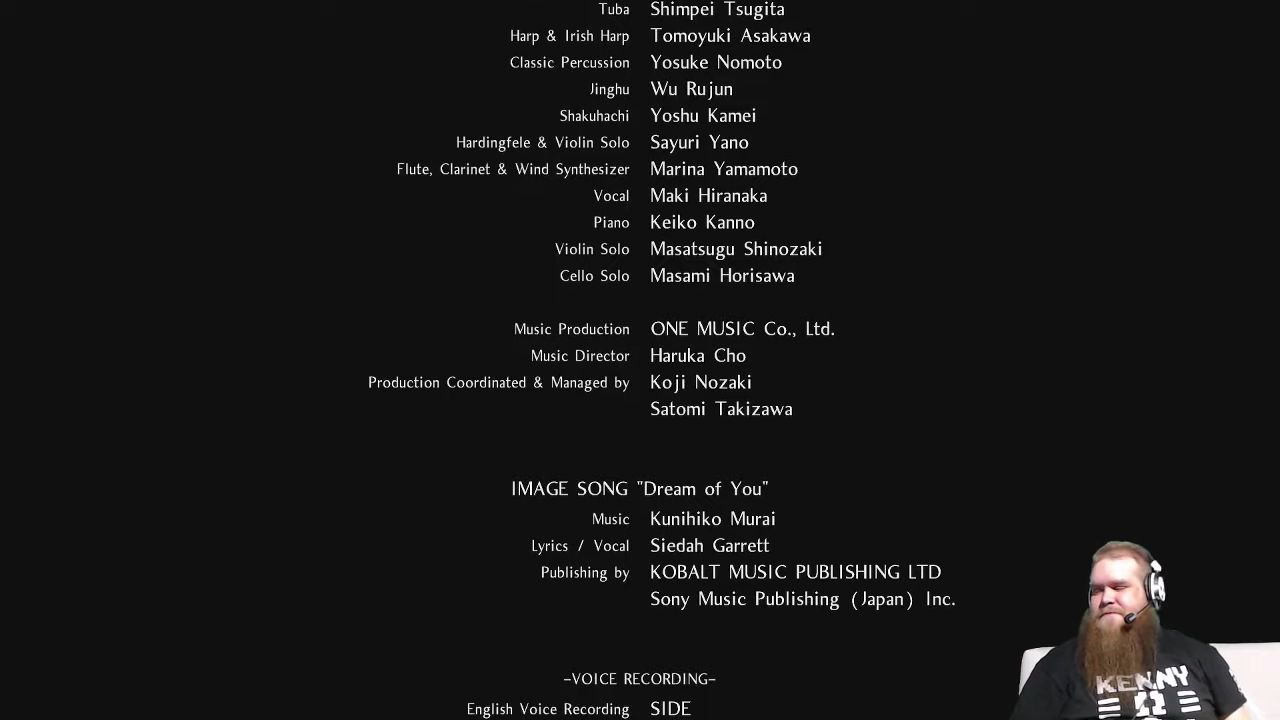 Tuba Shimpei Tsugita
Harp & Irish Harp Tomoyuki Asakawa
Classic Percussion Yosuke Nomoto
Jinghu Wu Rujun
Shakuhachi Yoshu Kamei
Hardingfele & Violin Solo Sayuri Yano
Flute, Clarinet & Wind Synthesizer Marina Yamamoto
Vocal Maki Hiranaka
Piano Keiko Kanno
Violin Solo Masatsugu Shinozaki
Cello Solo Masami Horisawa
Music Production ONE MUSIC Co., Ltd.
Music Director Haruka Cho
Production Coordinated & Managed by Koji Nozaki
Satomi Takizawa
IMAGE SONG "Dream of You"
Music Kunihiko Murai
Lyrics / Vocal Siedah Garrett
Publishing by KOBALT MUSIC PUBLISHING LTD
Sony Music Publishing (Japan) Inc.
-VOICE RECORDING-
English Voice Recording SIDE
KENNY
Ω